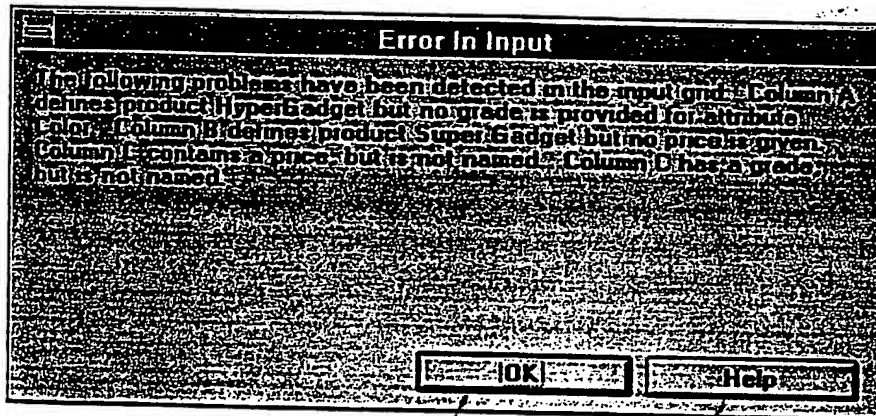 Error In Input
The following problems have been detected in the input grid. Column A
defines product HyperGadget but no grade is provided for attribute
Color. Column B defines product Super Gadget but no price is given.
Column C contains a price, but is not named. Column D has a grade,
but is not named.
OK
Help